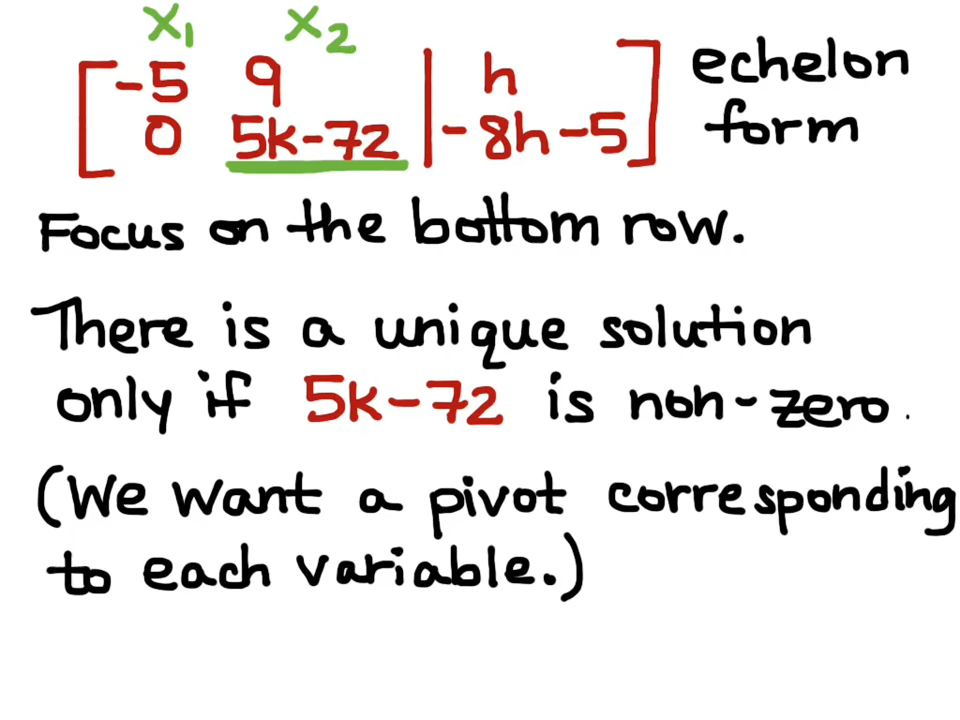 x₁ x₂
[ -5 9 | h ] echelon
[ 0 5k-72 | -8h-5 ] form
Focus on the bottom row.
There is a unique solution
only if 5k-72 is non-zero.
(We want a pivot corresponding
to each variable.)